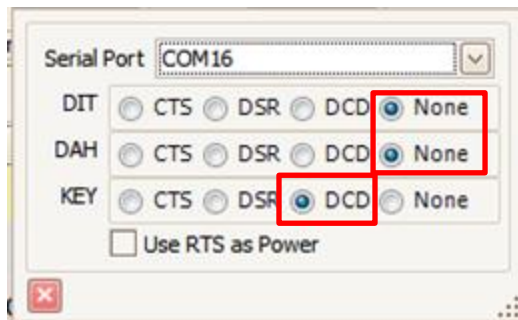 Serial Port COM16
DIT CTS DSR DCD None
DAH CTS DSR DCD None
KEY CTS DSR DCD None
Use RTS as Power